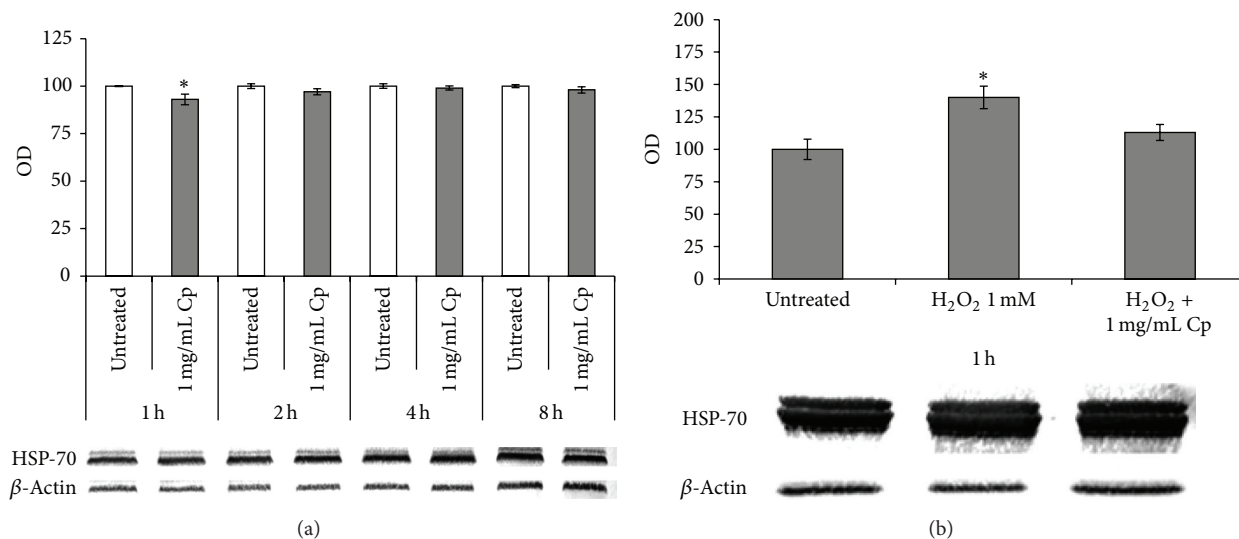 125
100
75
50
25
0
OD
*
Untreated
1 mg/mL Cp
Untreated
1 mg/mL Cp
Untreated
1 mg/mL Cp
Untreated
1 mg/mL Cp
1 h
2 h
4 h
8 h
HSP-70
β-Actin
(a)
200
175
150
125
100
75
50
25
0
OD
*
Untreated
H₂O₂ 1 mM
H₂O₂ +
1 mg/mL Cp
1 h
HSP-70
β-Actin
(b)